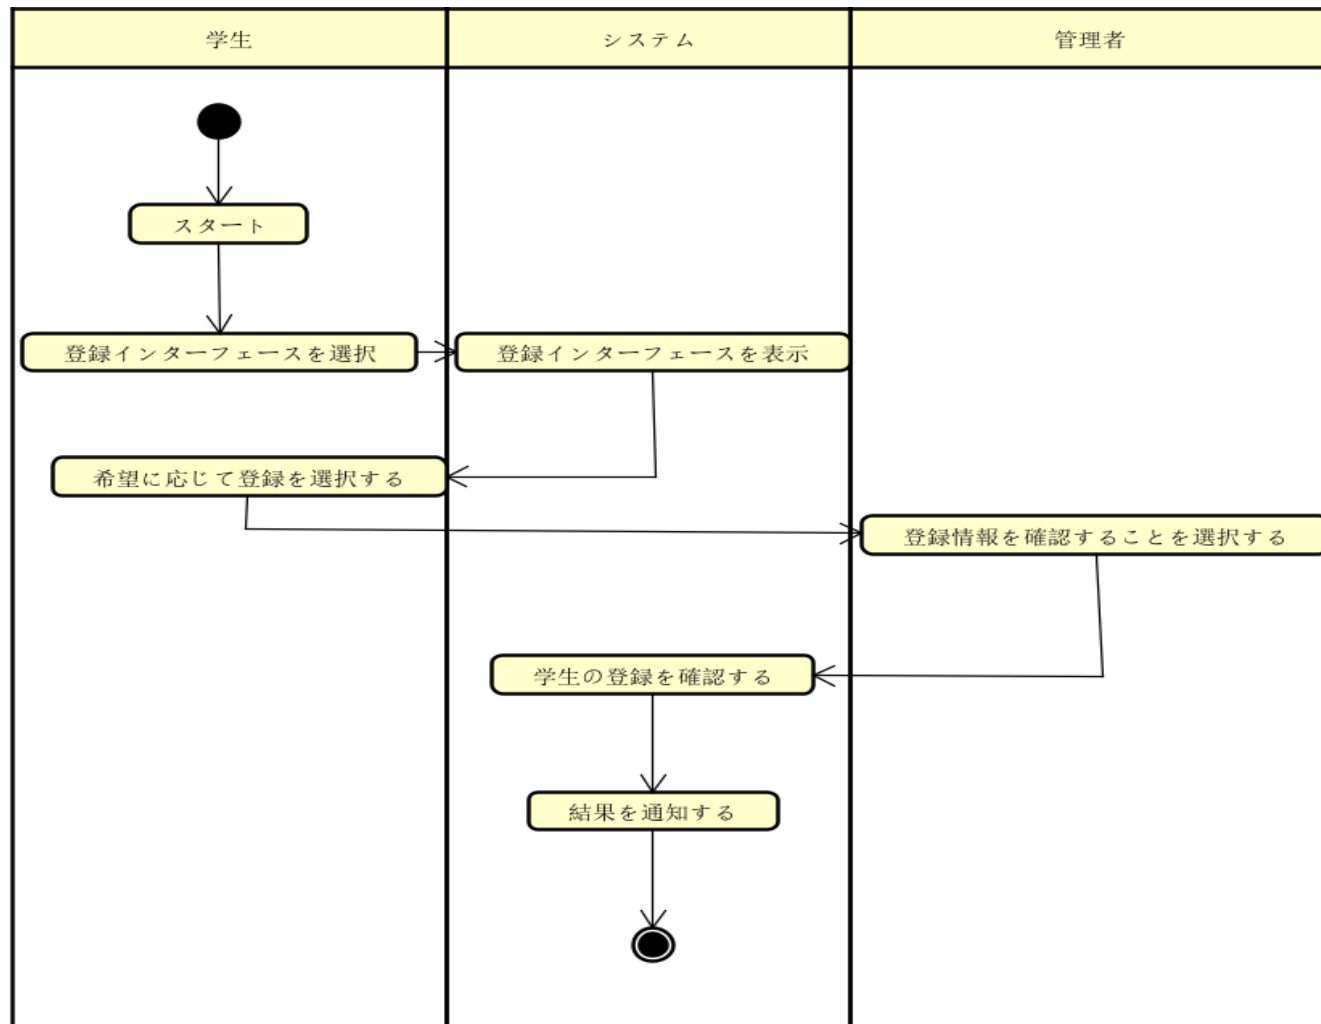 学生
システム
管理者
スタート
登録インターフェースを選択
登録インターフェースを表示
希望に応じて登録を選択する
登録情報を確認することを選択する
学生の登録を確認する
結果を通知する